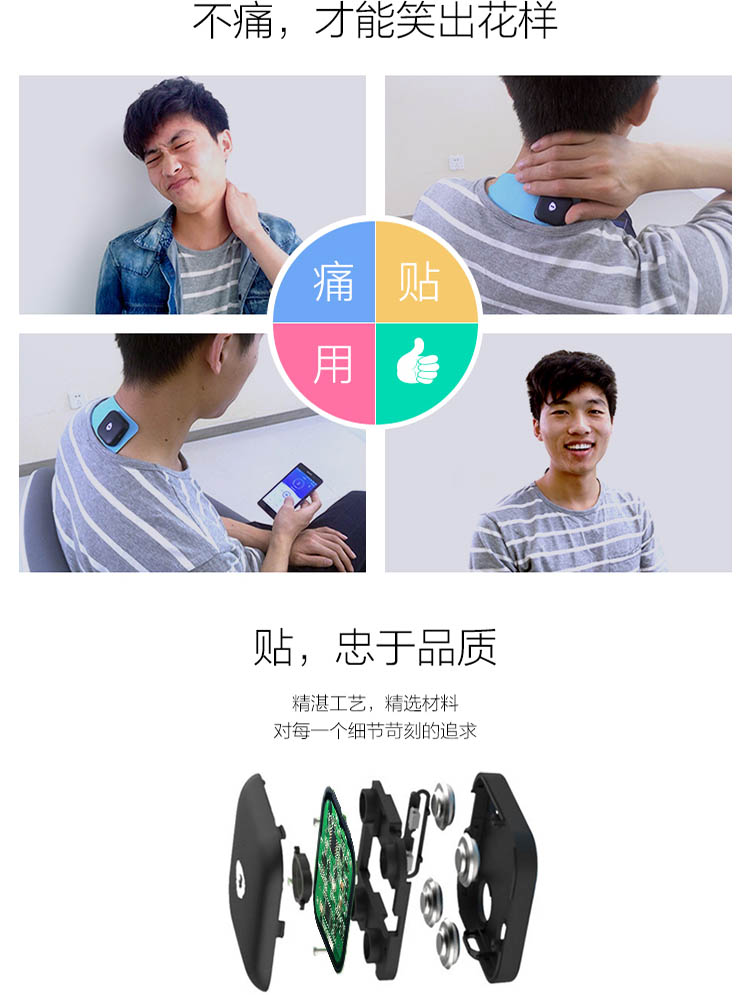 不痛，才能笑出花样
痛
贴
用
贴，忠于品质
精湛工艺，精选材料
对每一个细节苛刻的追求